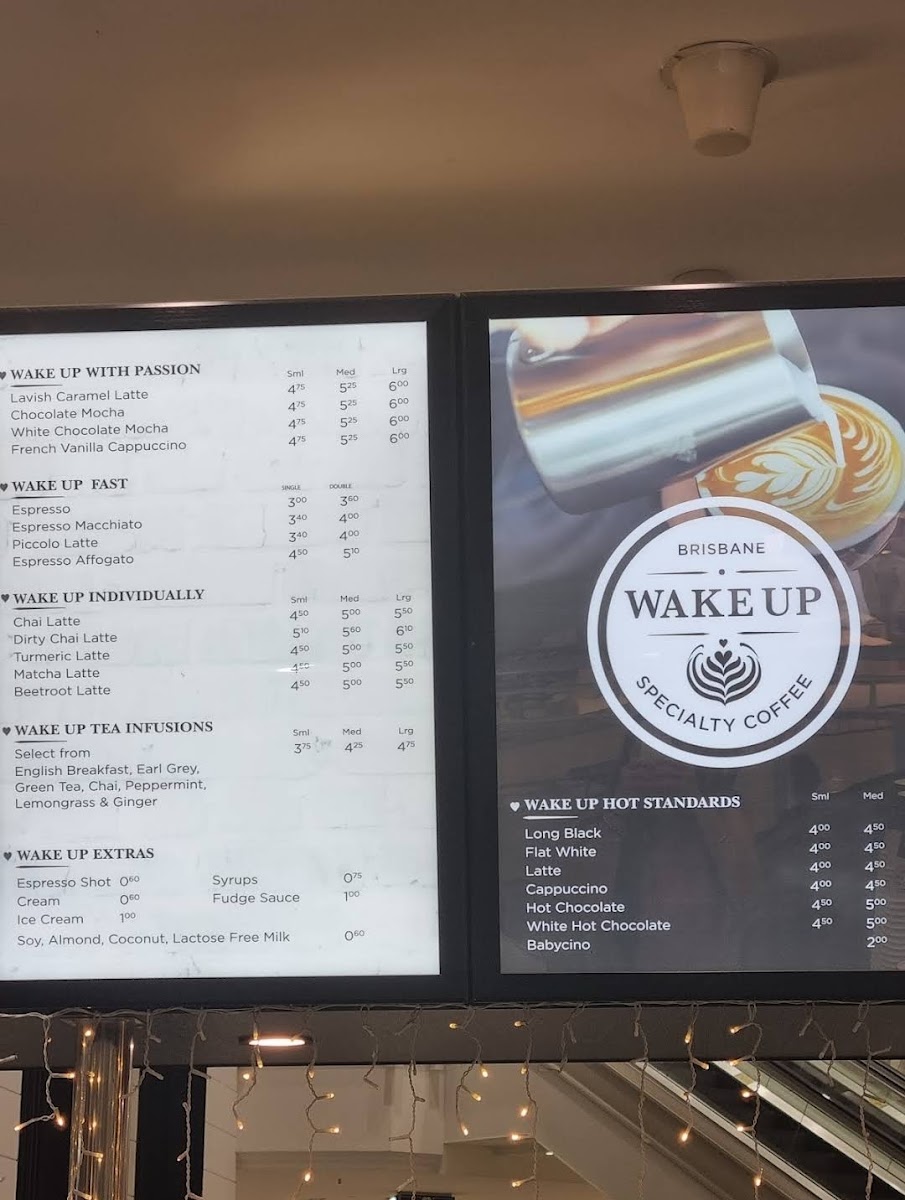 WAKE UP WITH PASSION Sml Med Lrg
Lavish Caramel Latte 4.75 5.25 6.00
Chocolate Mocha 4.75 5.25 6.00
White Chocolate Mocha 4.75 5.25 6.00
French Vanilla Cappuccino 4.75 5.25 6.00
WAKE UP FAST SINGLE DOUBLE
Espresso 3.00 3.60
Espresso Macchiato 3.40 4.00
Piccolo Latte 3.40 4.00
Espresso Affogato 4.50 5.10
WAKE UP INDIVIDUALLY Sml Med Lrg
Chai Latte 4.50 5.00 5.50
Dirty Chai Latte 5.10 5.60 6.10
Turmeric Latte 4.50 5.00 5.50
Matcha Latte 4.50 5.00 5.50
Beetroot Latte 4.50 5.00 5.50
WAKE UP TEA INFUSIONS Sml Med Lrg
Select from 3.75 4.25 4.75
English Breakfast, Earl Grey,
Green Tea, Chai, Peppermint,
Lemongrass & Ginger
WAKE UP EXTRAS
Espresso Shot 0.60 Syrups 0.75
Cream 0.60 Fudge Sauce 1.00
Ice Cream 1.00
Soy, Almond, Coconut, Lactose Free Milk 0.60
BRISBANE
WAKE UP
SPECIALTY COFFEE
WAKE UP HOT STANDARDS Sml Med
Long Black 4.00 4.50
Flat White 4.00 4.50
Latte 4.00 4.50
Cappuccino 4.00 4.50
Hot Chocolate 4.50 5.00
White Hot Chocolate 4.50 5.00
Babycino 2.00